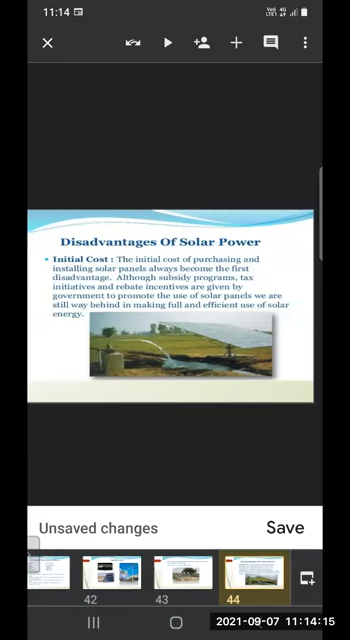 11:14
Vo) 4G
LTE1
Disadvantages Of Solar Power
Initial Cost : The initial cost of purchasing and
installing solar panels always become the first
disadvantage. Although subsidy programs, tax
initiatives and rebate incentives are given by
government to promote the use of solar panels we are
still way behind in making full and efficient use of solar
energy.
Unsaved changes
Save
42
43
44
2021-09-07 11:14:15